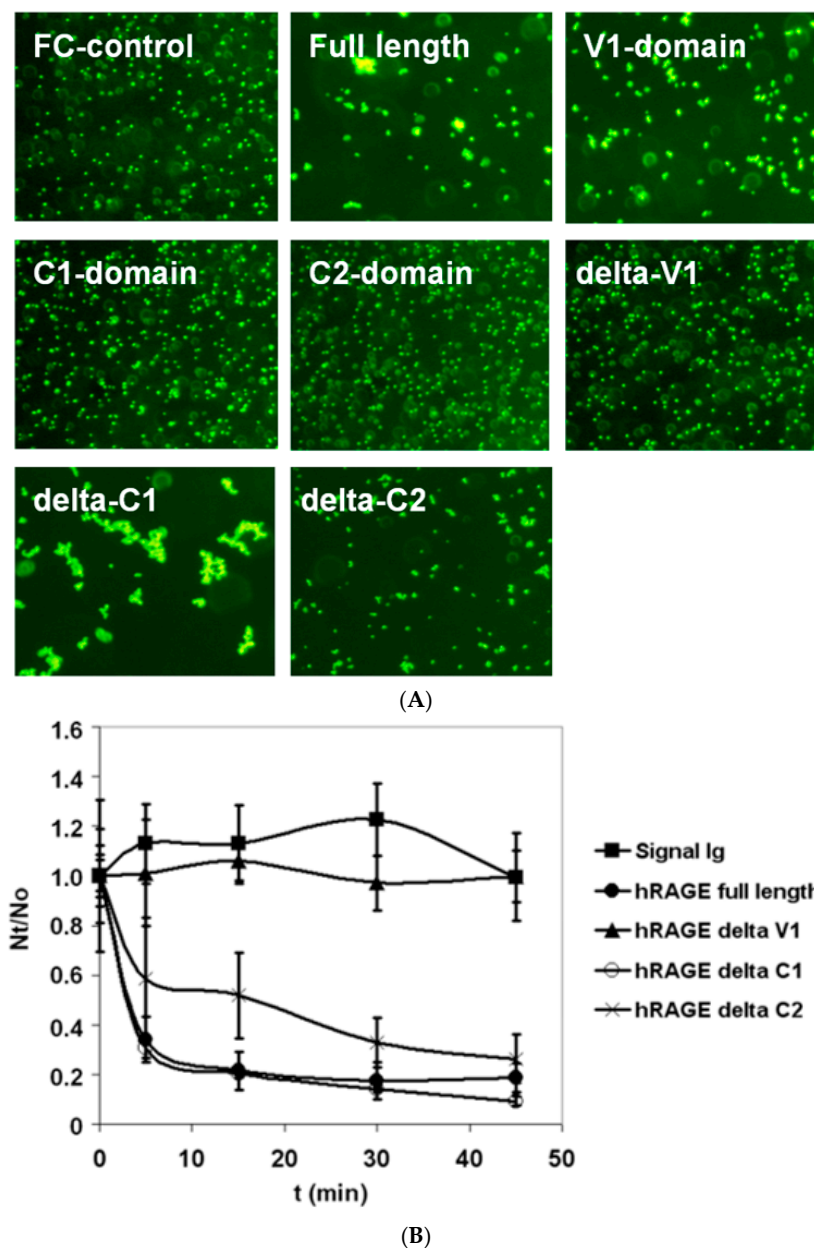 FC-control Full length V1-domain
C1-domain C2-domain delta-V1
delta-C1 delta-C2
(A)
1.6
1.4
1.2
1.0
0.8
0.6
0.4
0.2
0
Nt/No
0 10 20 30 40 50
t (min)
Signal Ig
hRAGE full length
hRAGE delta V1
hRAGE delta C1
hRAGE delta C2
(B)